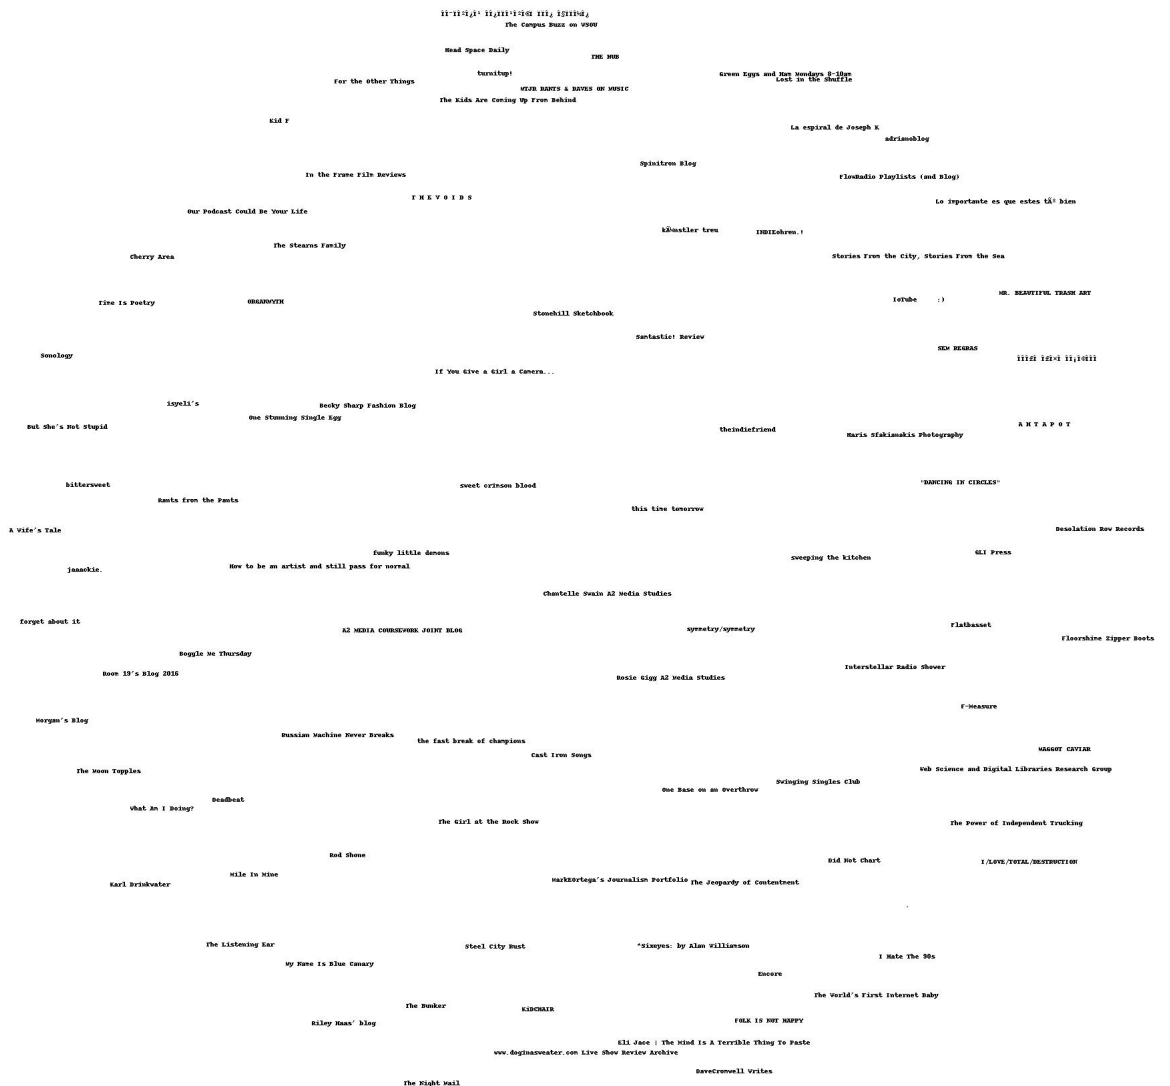 The Campus Buzz on WSOU
Head Space Daily
THE HUB
turnitup!
Green Eggs and Ham Mondays 8-10am
For the Other Things
Lost in the Shuffle
MTJR RANTS & RAVES ON MUSIC
The Kids Are Coming Up From Behind
Kid F
La espiral de Joseph K
adrianoblog
Spinitron Blog
In the Frame Film Reviews
FlowRadio Playlists (and Blog)
T H E V O I D S
Lo importante es que estes tÃº bien
Our Podcast Could Be Your Life
kÃ¼nstler treu
INDIEohren.!
The Stearns Family
Cherry Area
Stories From the City, Stories From the Sea
MR. BEAUTIFUL TRASH ART
Time Is Poetry
ORGANMYTH
IoTube :)
Stonehill Sketchbook
Samtastic! Review
SEM REGRAS
Sonology
If You Give a Girl a Camera...
isyeli's
Becky Sharp Fashion Blog
One Stunning Single Egg
A N T A P O T
But She's Not Stupid
theindiefriend
Maris Sfakianakis Photography
"DANCING IN CIRCLES"
bittersweet
sweet crimson blood
Rants from the Pants
this time tomorrow
A Wife's Tale
Desolation Row Records
funky little demons
GLI Press
sweeping the kitchen
How to be an artist and still pass for normal
jaaackie.
Chantelle Swain A2 Media Studies
forget about it
Flatbasset
A2 MEDIA COURSEWORK JOINT BLOG
symmetry/symmetry
Floorshime Zipper Boots
Boggle Me Thursday
Interstellar Radio Shower
Room 19's Blog 2016
Rosie Gigg A2 Media Studies
F-Measure
Morgan's Blog
Russian Machine Never Breaks
the fast break of champions
MAGGOT CAVIAR
Cast Iron Songs
The Moon Topples
Web Science and Digital Libraries Research Group
Swinging Singles Club
One Base on an Overthrow
Deadbeat
What Am I Doing?
The Girl at the Rock Show
The Power of Independent Trucking
Rod Shone
Did Not Chart
I/LOVE/TOTAL/DESTRUCTION
Mile In Mine
MarkEOrtega's Journalism Portfolio
The Jeopardy of Contentment
Karl Drinkwater
.
The Listening Ear
Steel City Rust
*Sixeyes: by Alan Williamson
I Hate The 90s
My Name Is Blue Canary
Encore
The World's First Internet Baby
The Bunker
KiDCHAIR
FOLK IS NOT HAPPY
Riley Haas' blog
Eli Jace | The Mind Is A Terrible Thing To Paste
www.doginasweater.com Live Show Review Archive
DaveCromwell Writes
The Night Mail